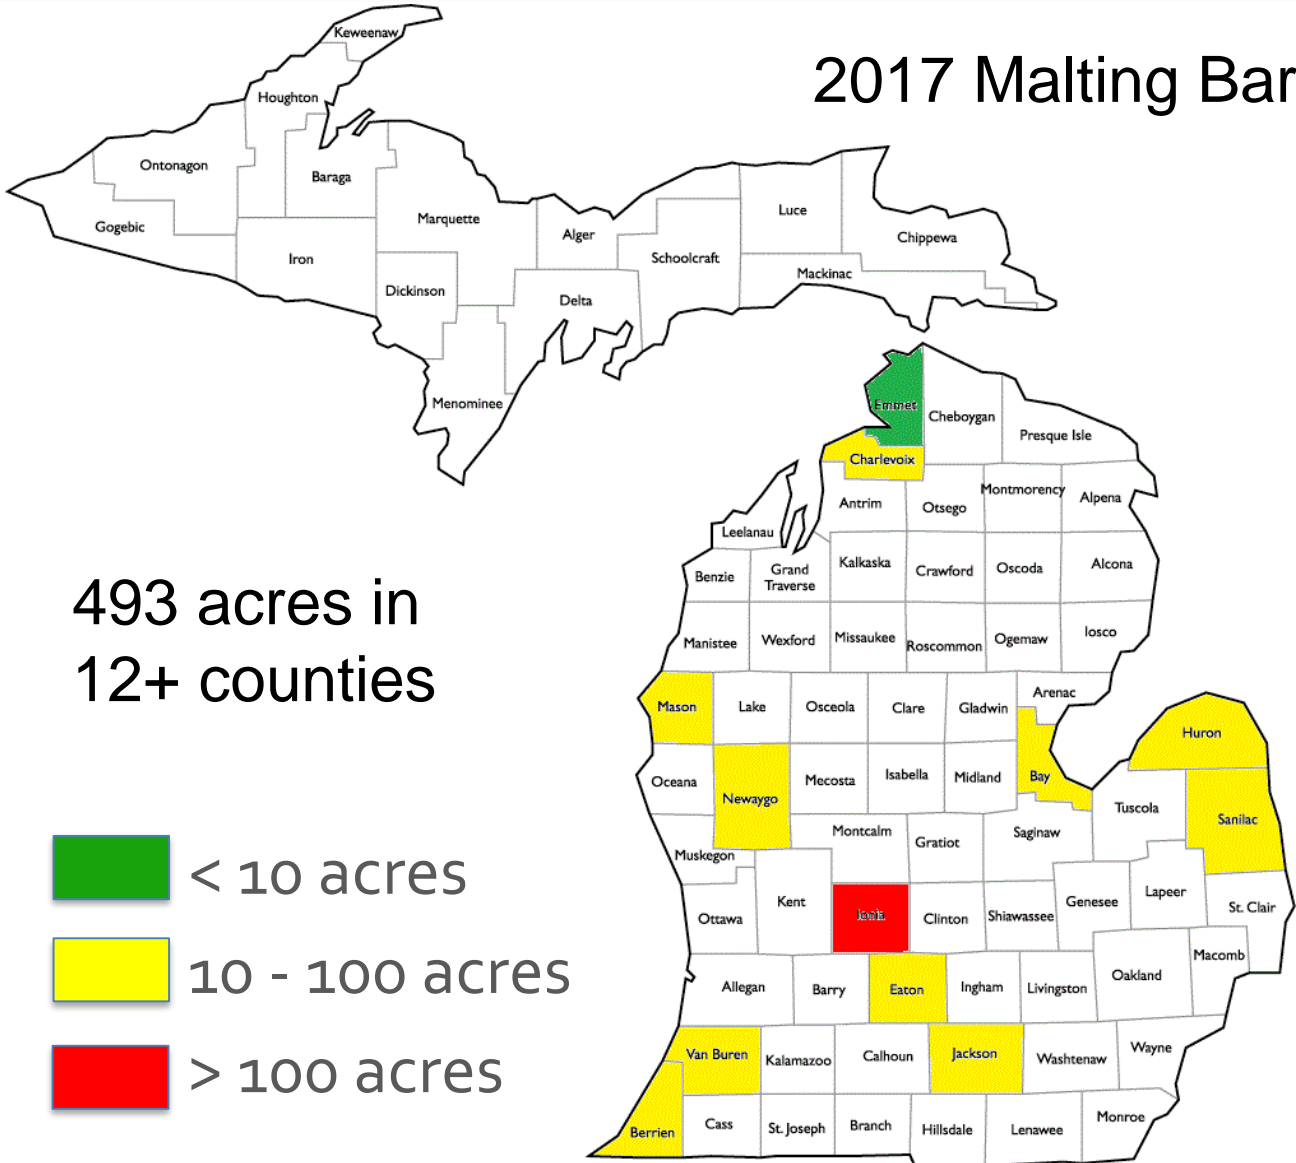 2017 Malting Bar
Keweenaw
Houghton
Ontonagon
Baraga
Gogebic
Marquette
Iron
Alger
Luce
Chippewa
Schoolcraft
Mackinac
Dickinson
Delta
Menominee
Emmet
Cheboygan
Presque Isle
Charlevoix
Antrim
Otsego
Montmorency
Alpena
Leelanau
Benzie
Grand
Traverse
Kalkaska
Crawford
Oscoda
Alcona
Manistee
Wexford
Missaukee
Roscommon
Ogemaw
Iosco
493 acres in
12+ counties
Mason
Lake
Osceola
Clare
Gladwin
Arenac
Huron
Oceana
Newaygo
Mecosta
Isabella
Midland
Bay
Tuscola
Sanilac
Muskegon
Montcalm
Gratiot
Saginaw
Ottawa
Kent
Ionia
Clinton
Shiawassee
Genesee
Lapeer
St. Clair
Allegan
Barry
Eaton
Ingham
Livingston
Oakland
Macomb
Van Buren
Kalamazoo
Calhoun
Jackson
Washtenaw
Wayne
Berrien
Cass
St. Joseph
Branch
Hillsdale
Lenawee
Monroe
< 10 acres
10 - 100 acres
> 100 acres